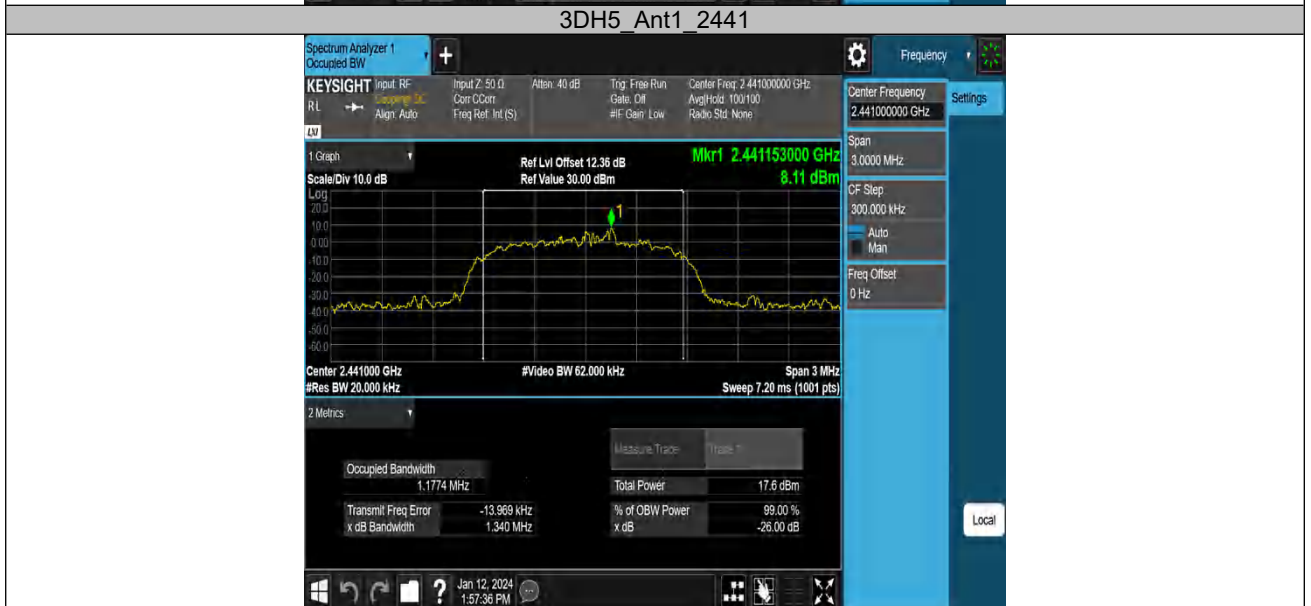 3DH5_Ant1_2441
Spectrum Analyzer 1
Occupied BW
Frequency
KEYSIGHT
Input: RF
Coupling: DC
Align: Auto
Input Z: 50 Ω
Corr CCorr
Freq Ref: Int (S)
Atten: 40 dB
Trig: Free Run
Gate: Off
#IF Gain: Low
Center Freq: 2.441000000 GHz
Avg|Hold: 100/100
Radio Std: None
RL
LXI
Center Frequency
2.441000000 GHz
Settings
Span
3.0000 MHz
CF Step
300.000 kHz
Auto
Man
Freq Offset
0 Hz
1 Graph
Scale/Div 10.0 dB
Ref Lvl Offset 12.36 dB
Ref Value 30.00 dBm
Mkr1 2.441153000 GHz
8.11 dBm
Log
20.0
10.0
0.00
-10.0
-20.0
-30.0
-40.0
-50.0
-60.0
1
Center 2.441000 GHz
#Res BW 20.000 kHz
#Video BW 62.000 kHz
Span 3 MHz
Sweep 7.20 ms (1001 pts)
2 Metrics
Measure Trace
Trace 1
Occupied Bandwidth
1.1774 MHz
Total Power
17.6 dBm
Transmit Freq Error
-13.969 kHz
% of OBW Power
99.00 %
x dB Bandwidth
1.340 MHz
x dB
-26.00 dB
Local
?
Jan 12, 2024
1:57:36 PM